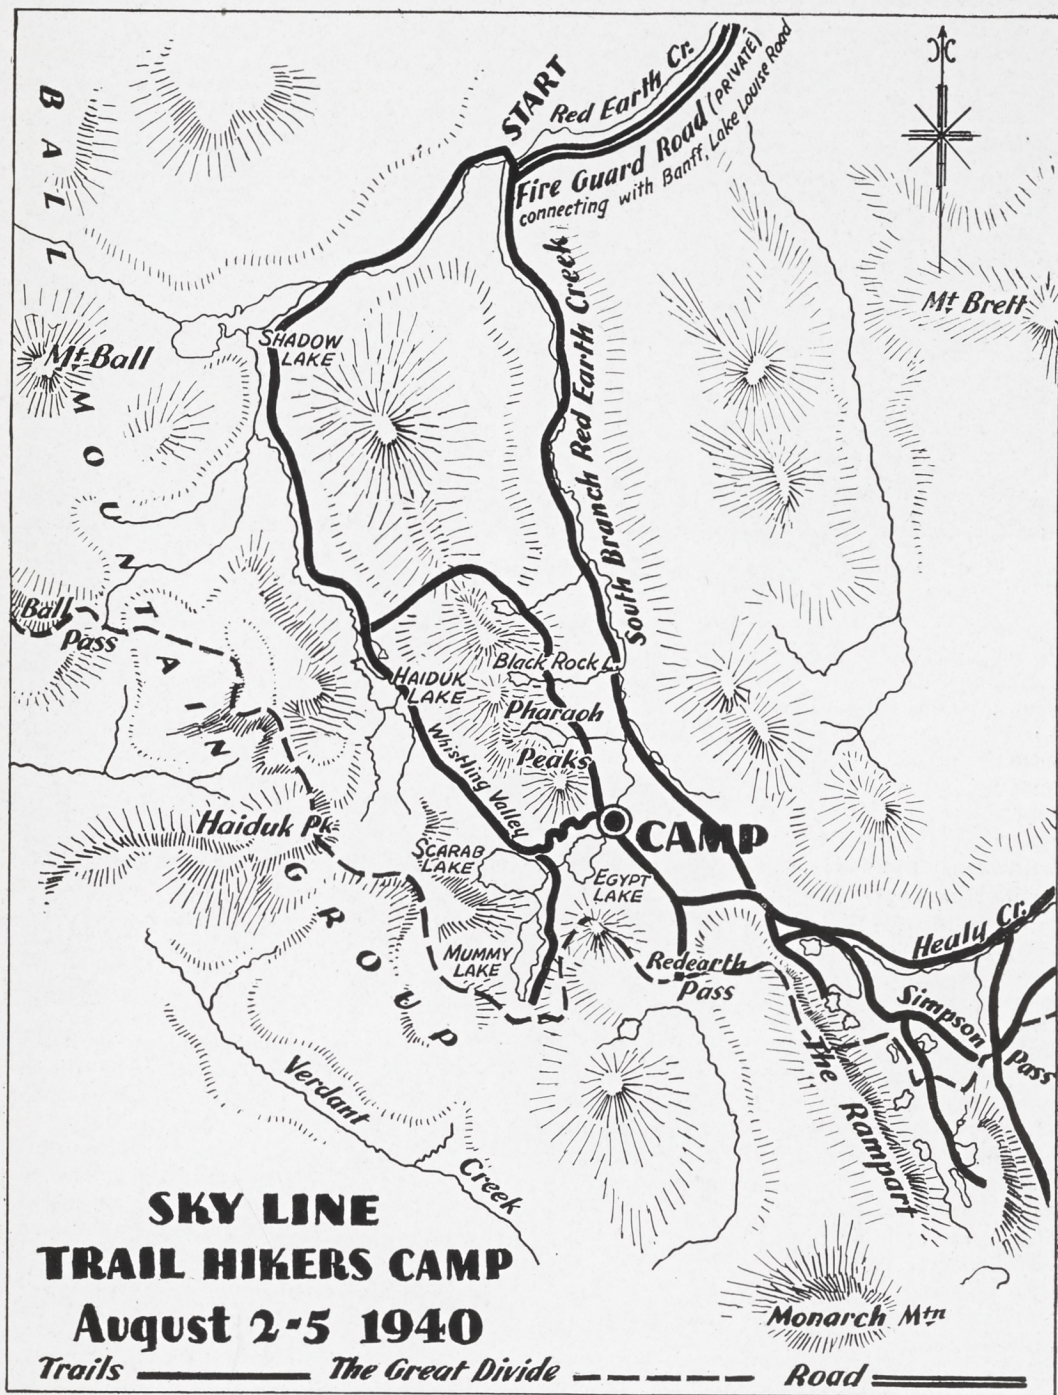 START
Red Earth Cr.
Fire Guard Road (PRIVATE)
connecting with Banff, Lake Louise Road
BALL
MOUNTAIN
GROUP
Mt. Brett
SHADOW
LAKE
Mt. Ball
South Branch Red Earth Creek
Ball
Pass
Black Rock L.
HAIDUK
LAKE
Pharaoh
Peaks
Whistling Valley
Haiduk Pk.
CAMP
SCARAB
LAKE
EGYPT
LAKE
MUMMY
LAKE
Redearth
Pass
Healy Cr.
Simpson
Pass
The Rampart
Verdant
Creek
Monarch Mtn
SKY LINE
TRAIL HIKERS CAMP
August 2-5 1940
Trails The Great Divide Road